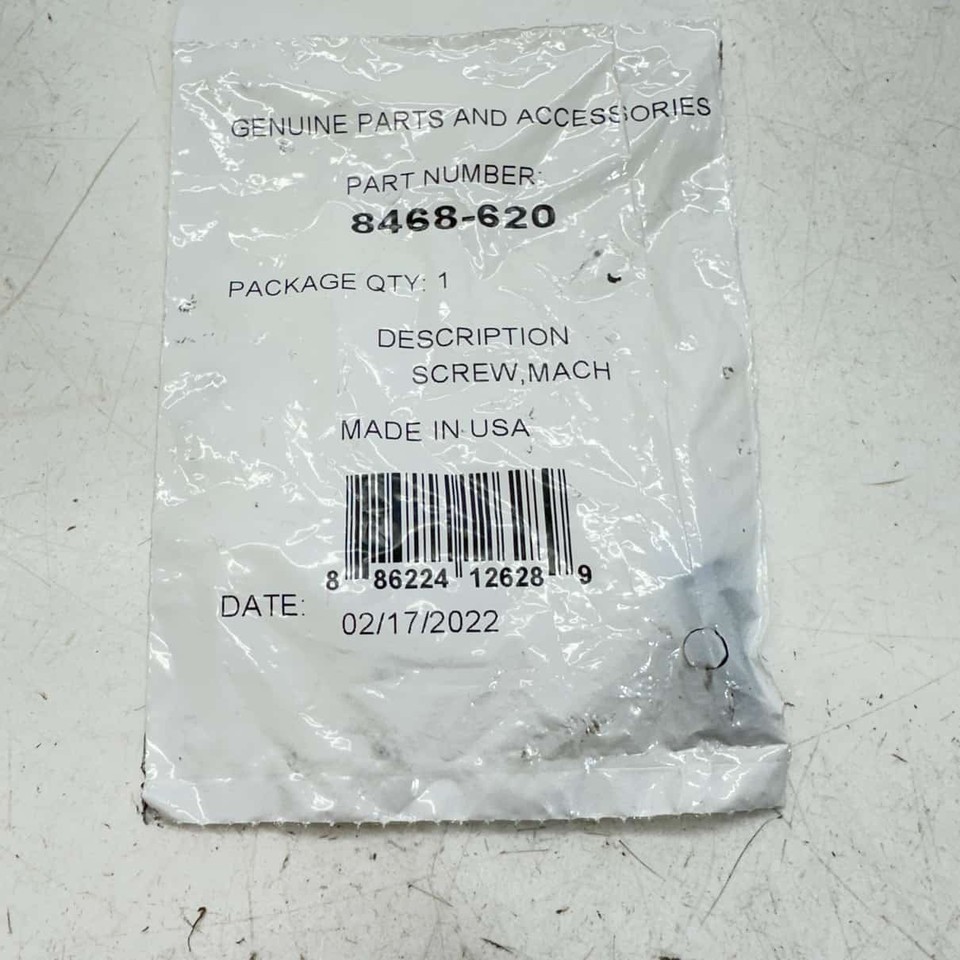 GENUINE PARTS AND ACCESSORIES
PART NUMBER:
8468-620
PACKAGE QTY: 1
DESCRIPTION
SCREW,MACH
MADE IN USA
8 86224 12628 9
DATE: 02/17/2022